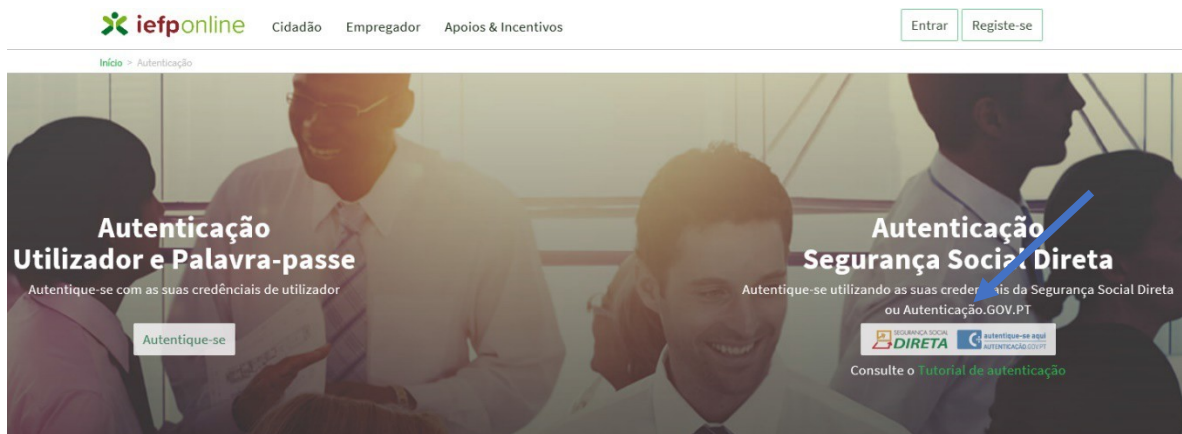 iefponline Cidadão Empregador Apoios & Incentivos Entrar Registe-se
Início > Autenticação
Autenticação
Utilizador e Palavra-passe
Autentique-se com as suas credênciais de utilizador
Autentique-se
Autenticação
Segurança Social Direta
Autentique-se utilizando as suas credenciais da Segurança Social Direta
ou Autenticação.GOV.PT
SEGURANÇA SOCIAL
DIRETA
autentique-se aqui
AUTENTICAÇÃO.GOV.PT
Consulte o Tutorial de autenticação